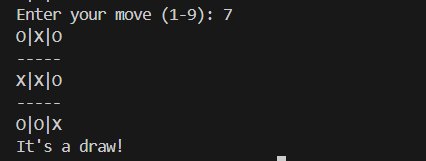 Enter your move (1-9): 7
O|X|O
-----
X|X|O
-----
O|O|X
It's a draw!